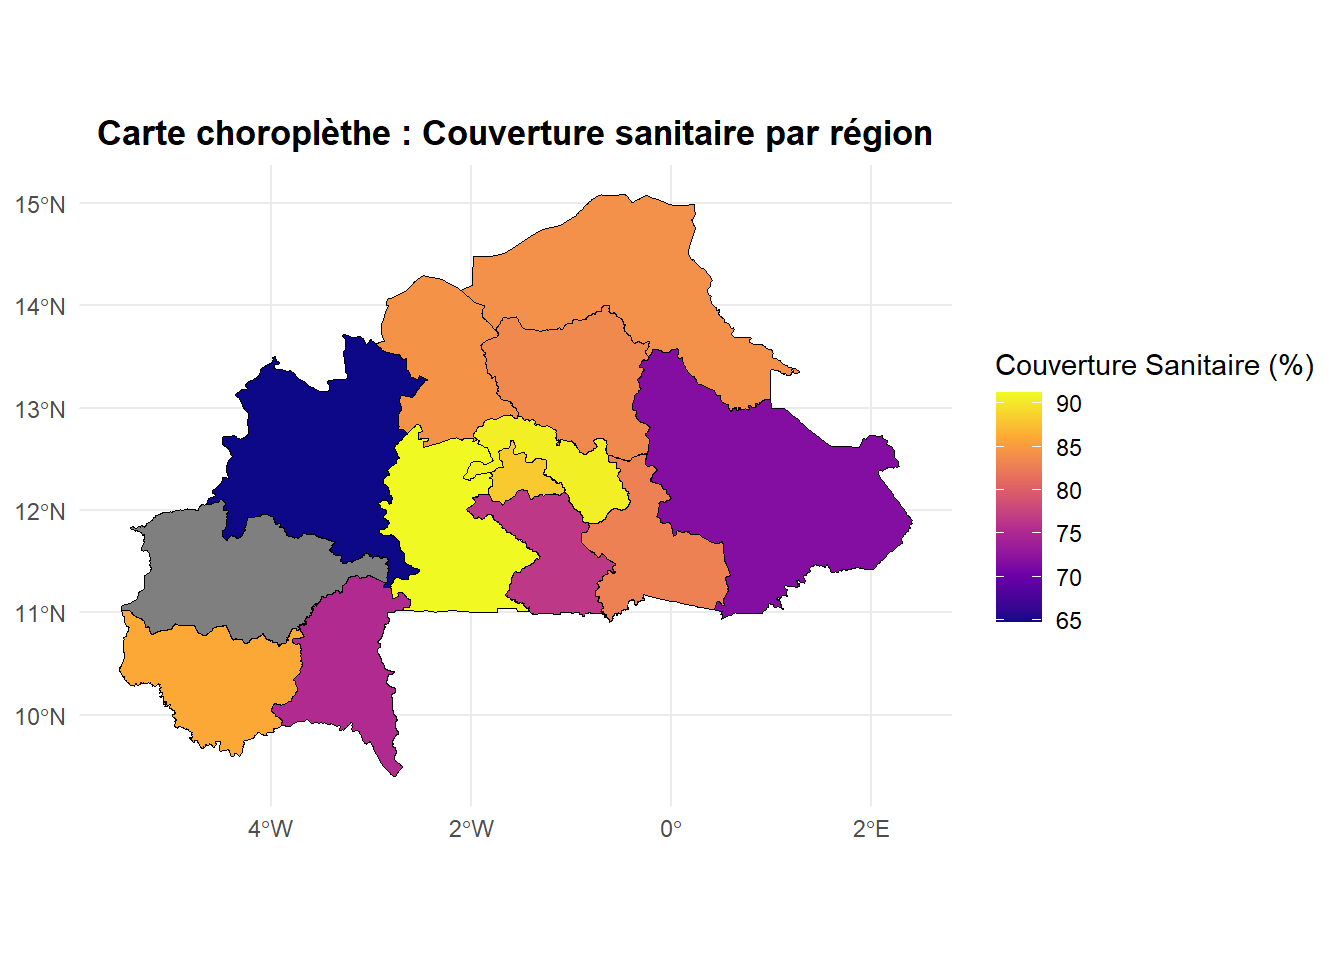 Carte choroplèthe : Couverture sanitaire par région
15°N
14°N
13°N
12°N
11°N
10°N
4°W
2°W
0°
2°E
Couverture Sanitaire (%)
90
85
80
75
70
65